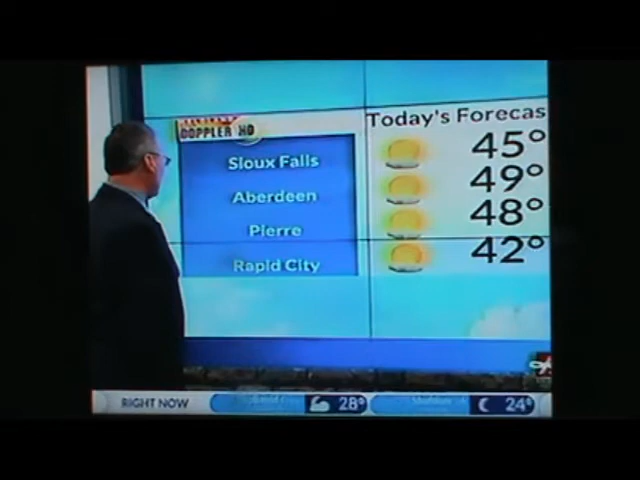 DOPPLER HD
Today's Forecas
Sioux Falls 45°
Aberdeen 49°
Pierre 48°
Rapid City 42°
RIGHT NOW 28° 24°